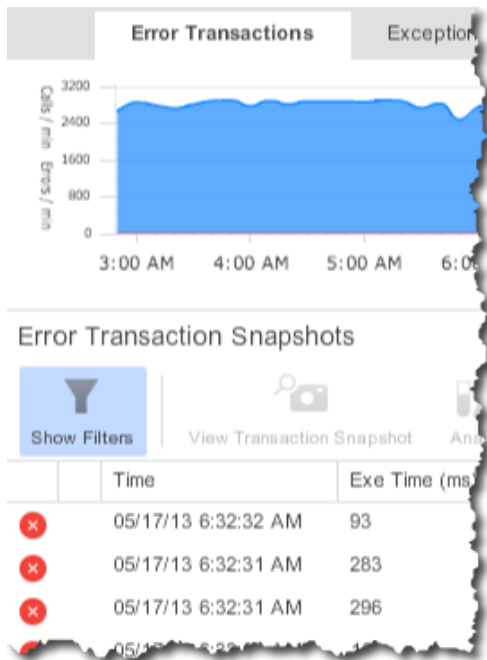 Error Transactions Exception
Calls / min Errors / min
3200
2400
1600
800
0
3:00 AM 4:00 AM 5:00 AM
Error Transaction Snapshots
Show Filters View Transaction Snapshot Ana
Time Exe Time (ms)
05/17/13 6:32:32 AM 93
05/17/13 6:32:31 AM 283
05/17/13 6:32:31 AM 296